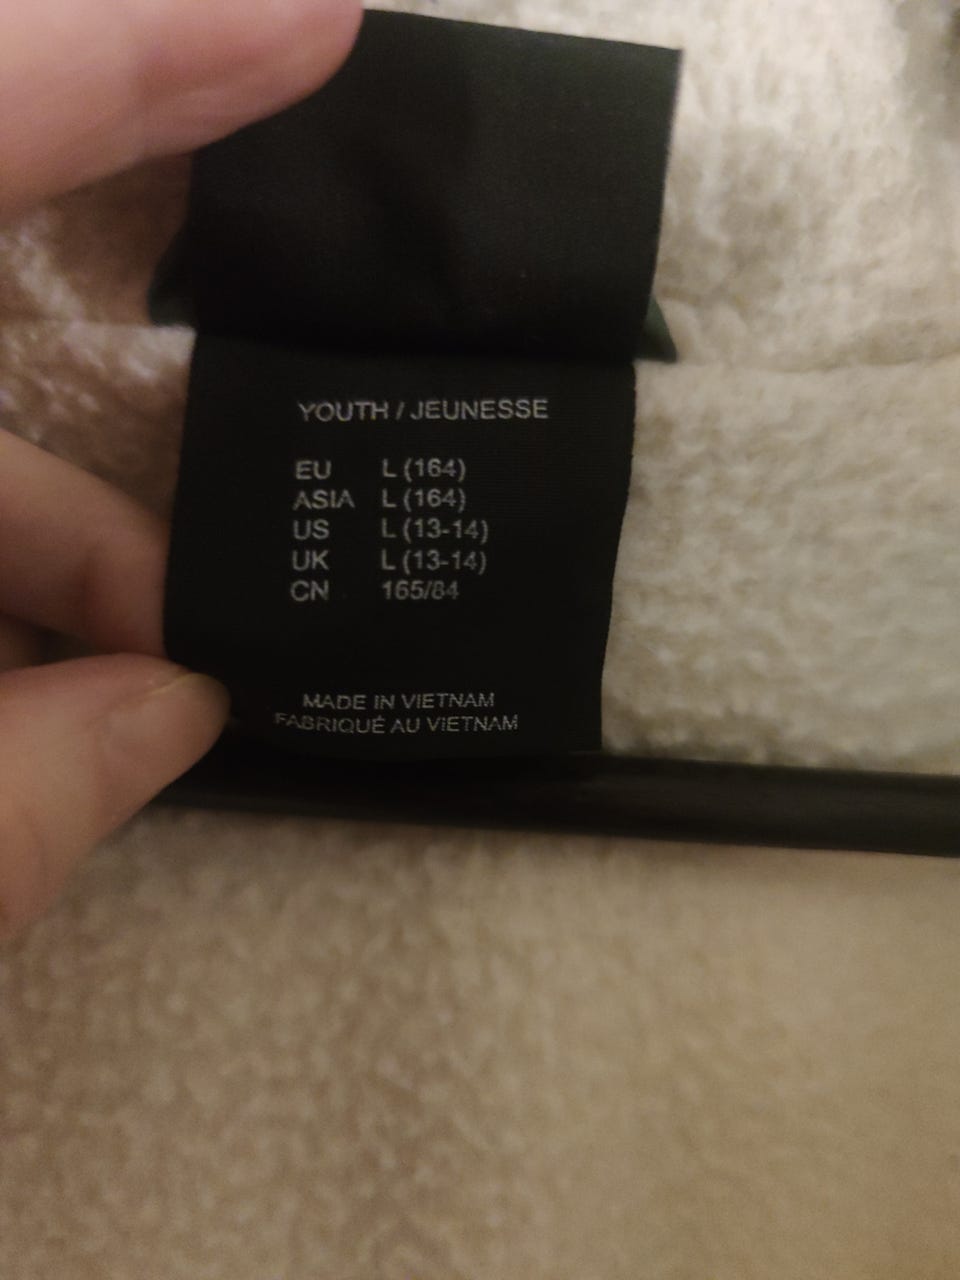 YOUTH / JEUNESSE
EU L (164)
ASIA L (164)
US L (13-14)
UK L (13-14)
CN 165/84
MADE IN VIETNAM
FABRIQUÉ AU VIETNAM